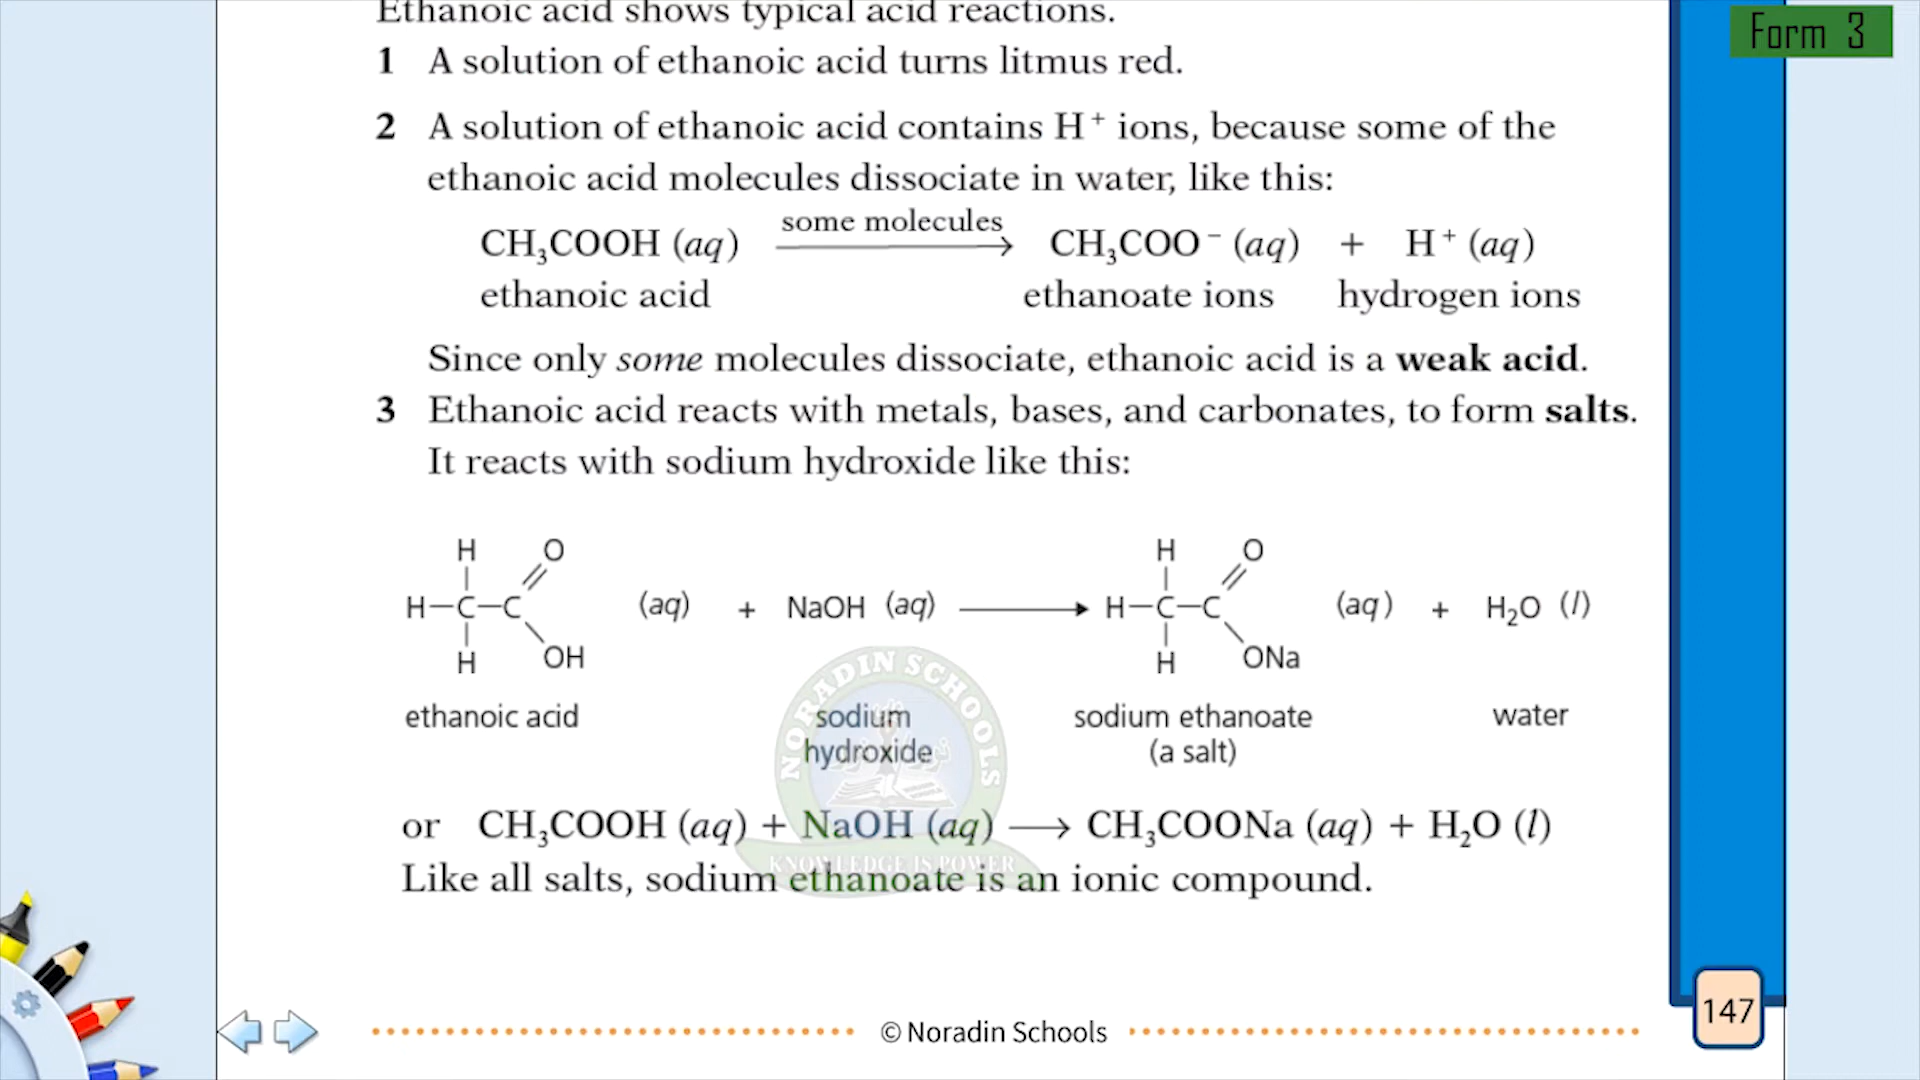 Ethanoic acid shows typical acid reactions.
Form 3
1 A solution of ethanoic acid turns litmus red.
2 A solution of ethanoic acid contains H⁺ ions, because some of the
ethanoic acid molecules dissociate in water, like this:
some molecules
CH₃COOH (aq) ⟶ CH₃COO⁻ (aq) + H⁺ (aq)
ethanoic acid ethanoate ions hydrogen ions
Since only some molecules dissociate, ethanoic acid is a weak acid.
3 Ethanoic acid reacts with metals, bases, and carbonates, to form salts.
It reacts with sodium hydroxide like this:
H O H O
H–C–C (aq) + NaOH (aq) ⟶ H–C–C (aq) + H₂O (l)
H OH H ONa
ethanoic acid sodium sodium ethanoate water
hydroxide (a salt)
NORADIN SCHOOLS
or CH₃COOH (aq) + NaOH (aq) ⟶ CH₃COONa (aq) + H₂O (l)
KNOWLEDGE IS POWER
Like all salts, sodium ethanoate is an ionic compound.
147
© Noradin Schools